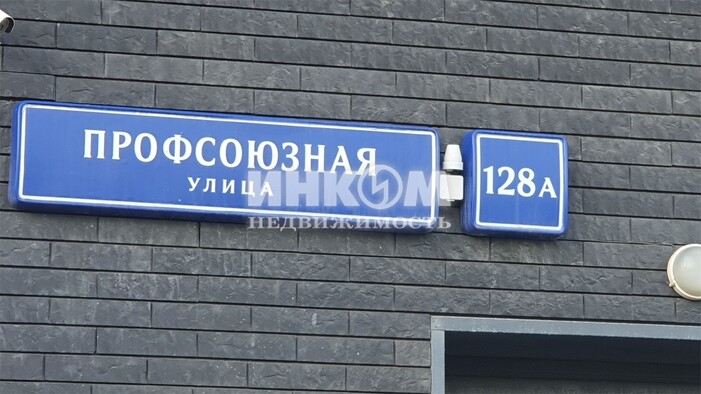 ПРОФСОЮЗНАЯ
УЛИЦА
128А
ИНКОМ
НЕДВИЖИМОСТЬ